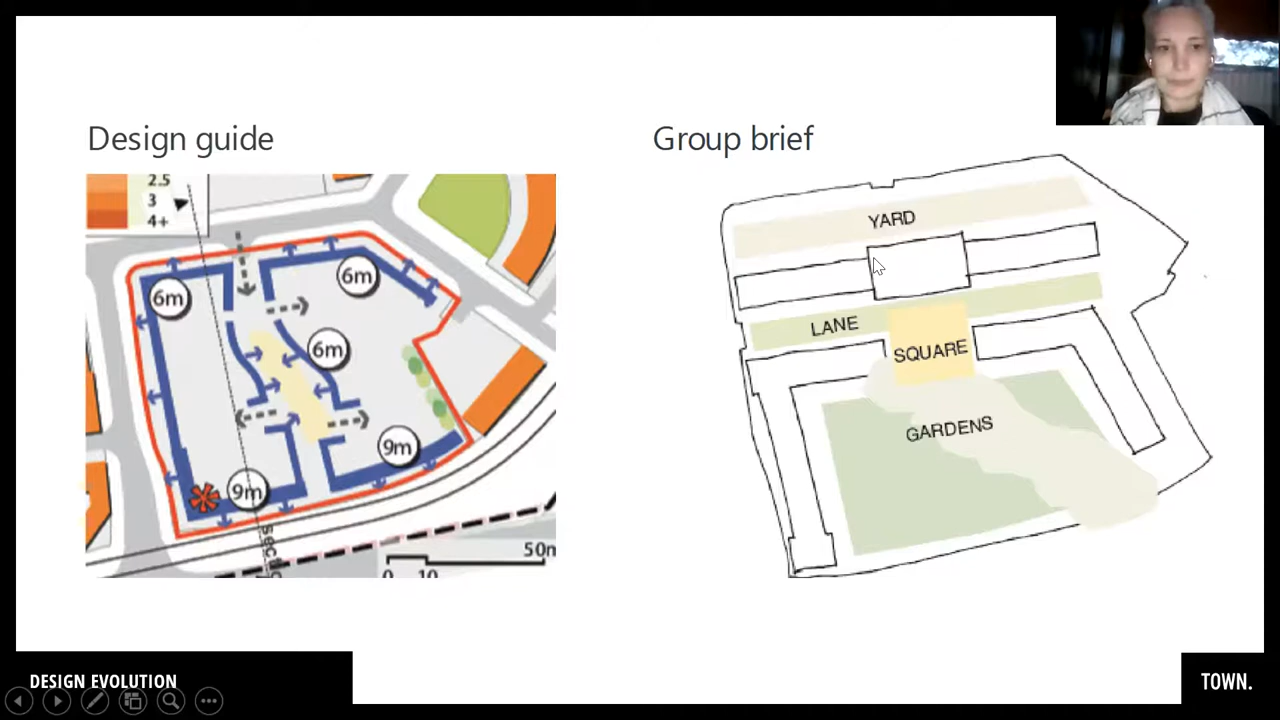 Design guide
Group brief
2.5
3
4+
6m
6m
6m
9m
9m
50m
0 10
YARD
LANE
SQUARE
GARDENS
DESIGN EVOLUTION
TOWN.